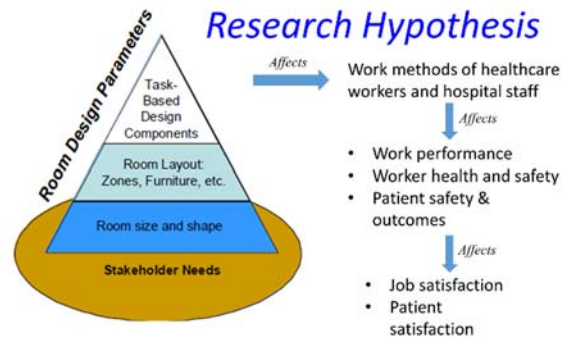 Research Hypothesis
Room Design Parameters
Task-
Based
Design
Components
Room Layout:
Zones, Furniture, etc.
Room size and shape
Stakeholder Needs
Affects
Work methods of healthcare
workers and hospital staff
Affects
• Work performance
• Worker health and safety
• Patient safety &
outcomes
Affects
• Job satisfaction
• Patient
satisfaction